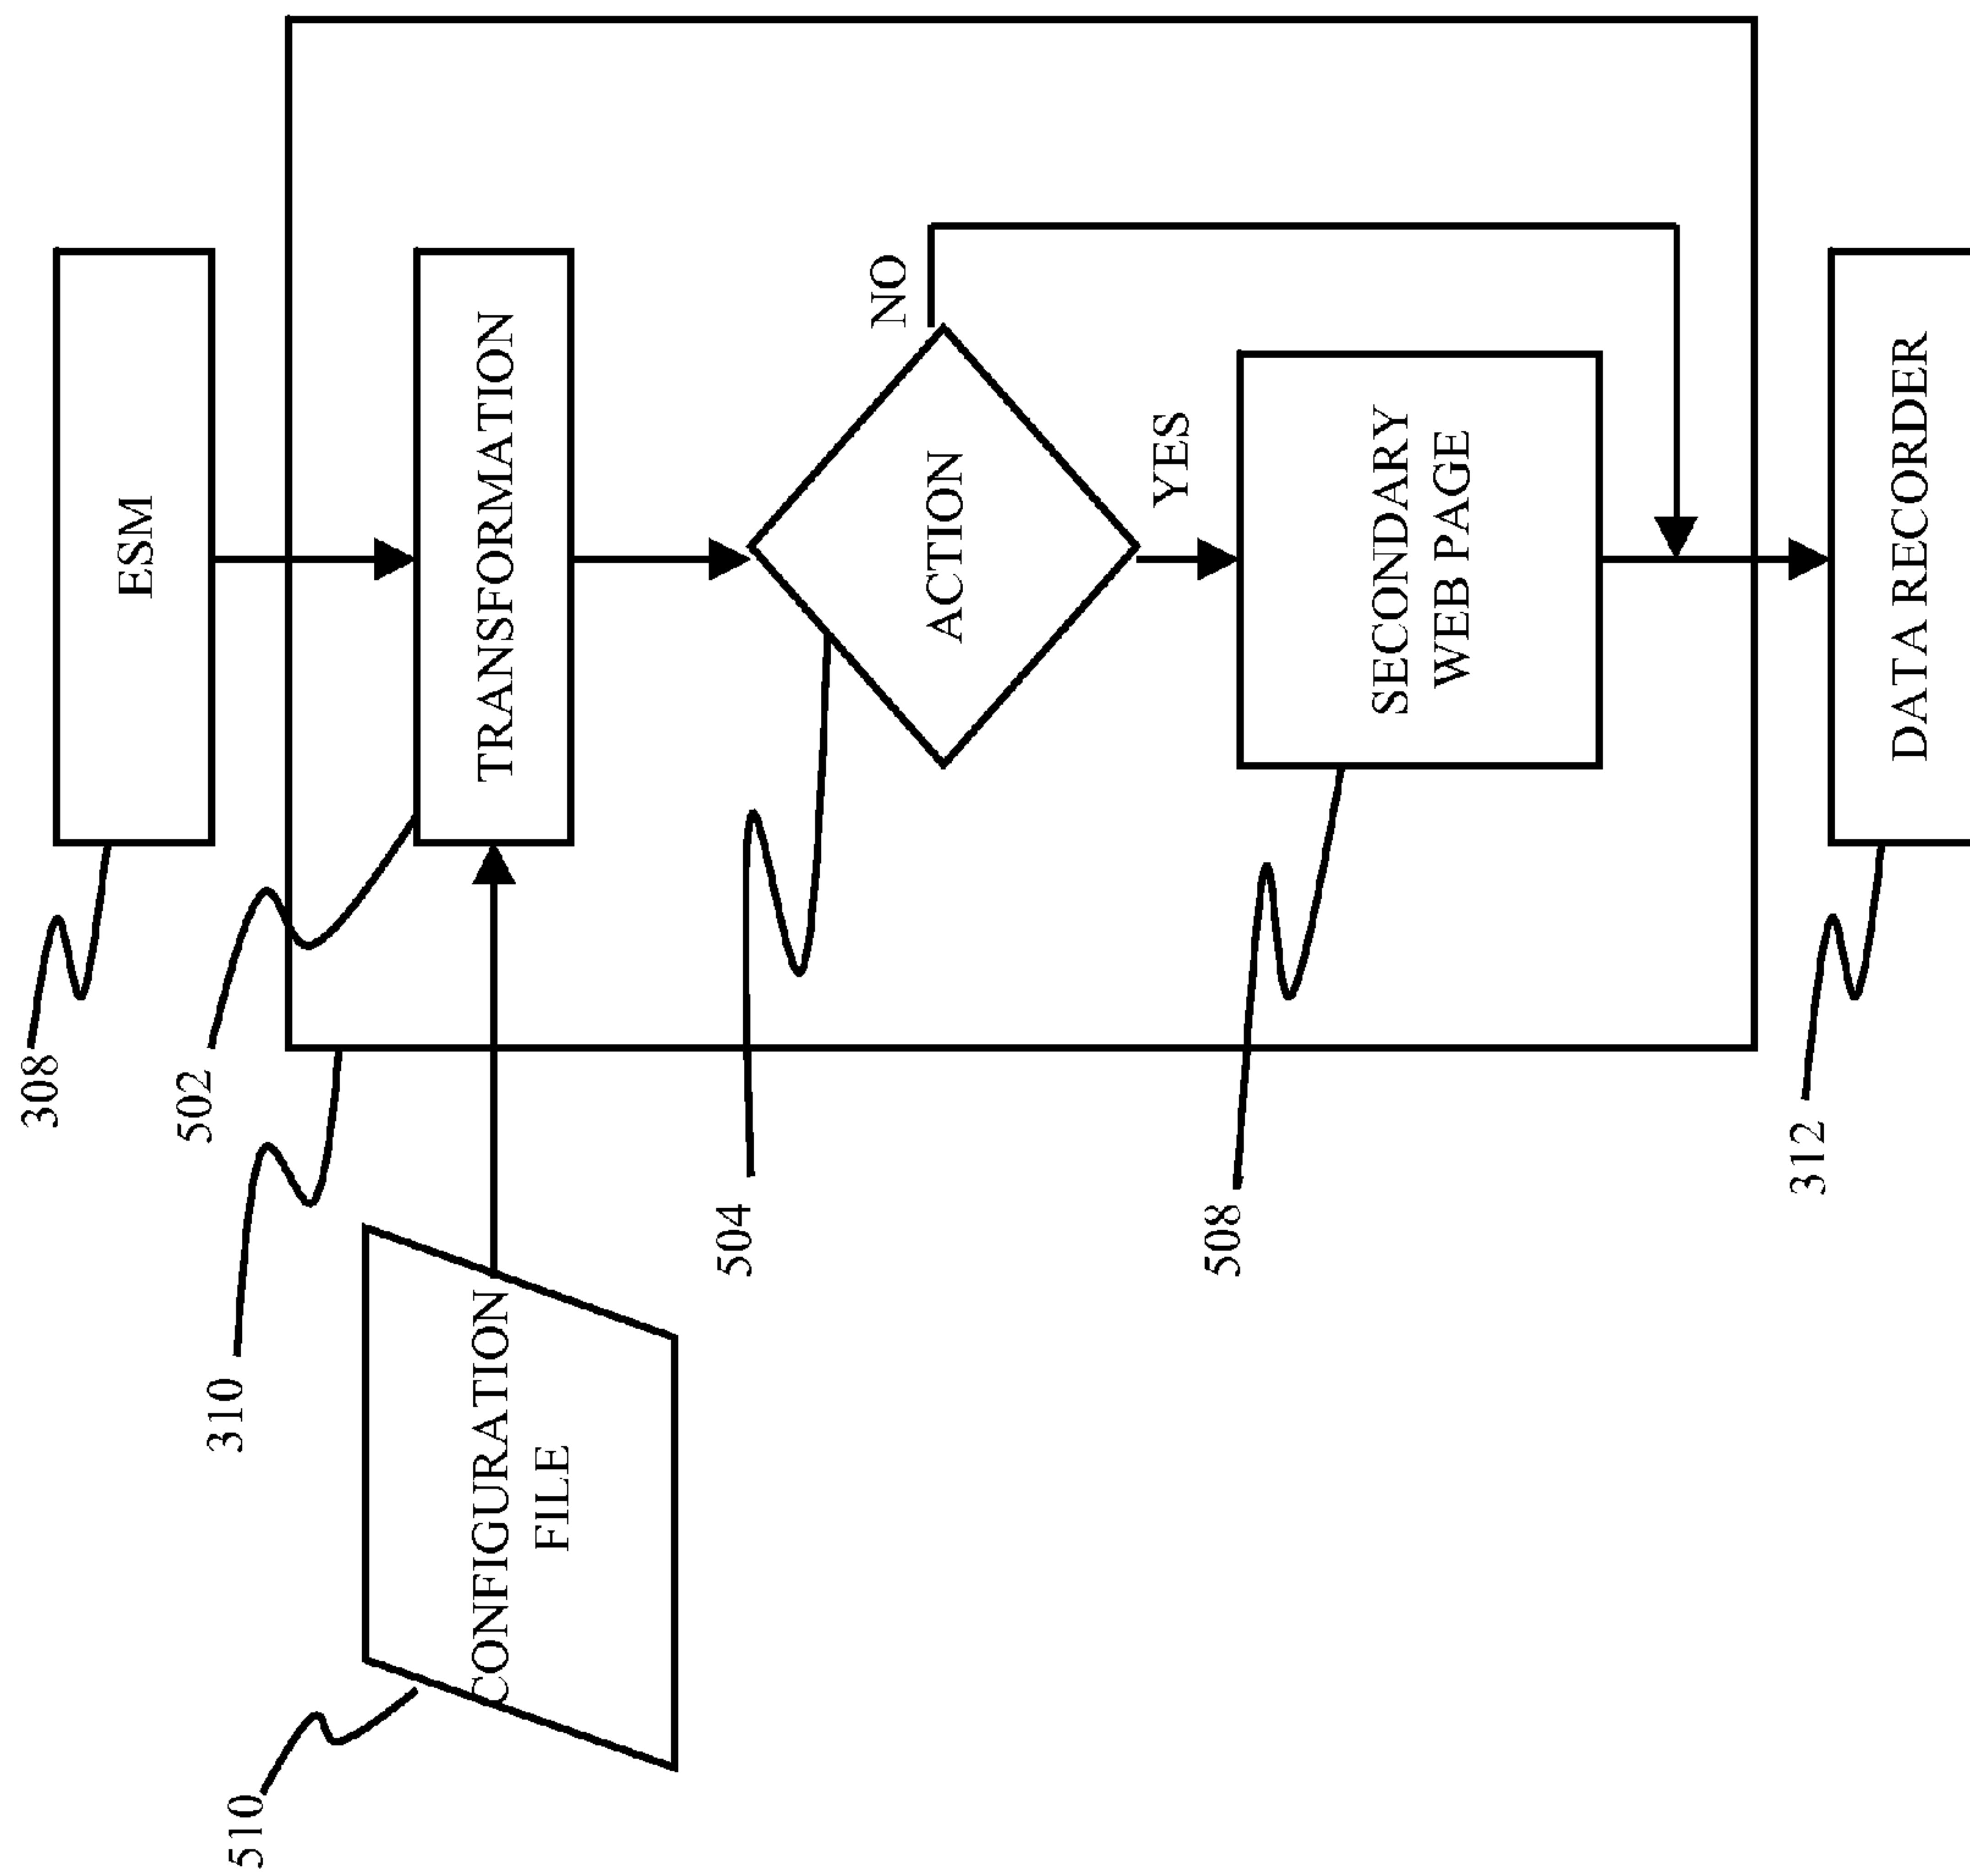 308
ESM
502
310
TRANSFORMATION
510
CONFIGURATION
FILE
504
ACTION
NO
YES
508
SECONDARY
WEB PAGE
312
DATA RECORDER